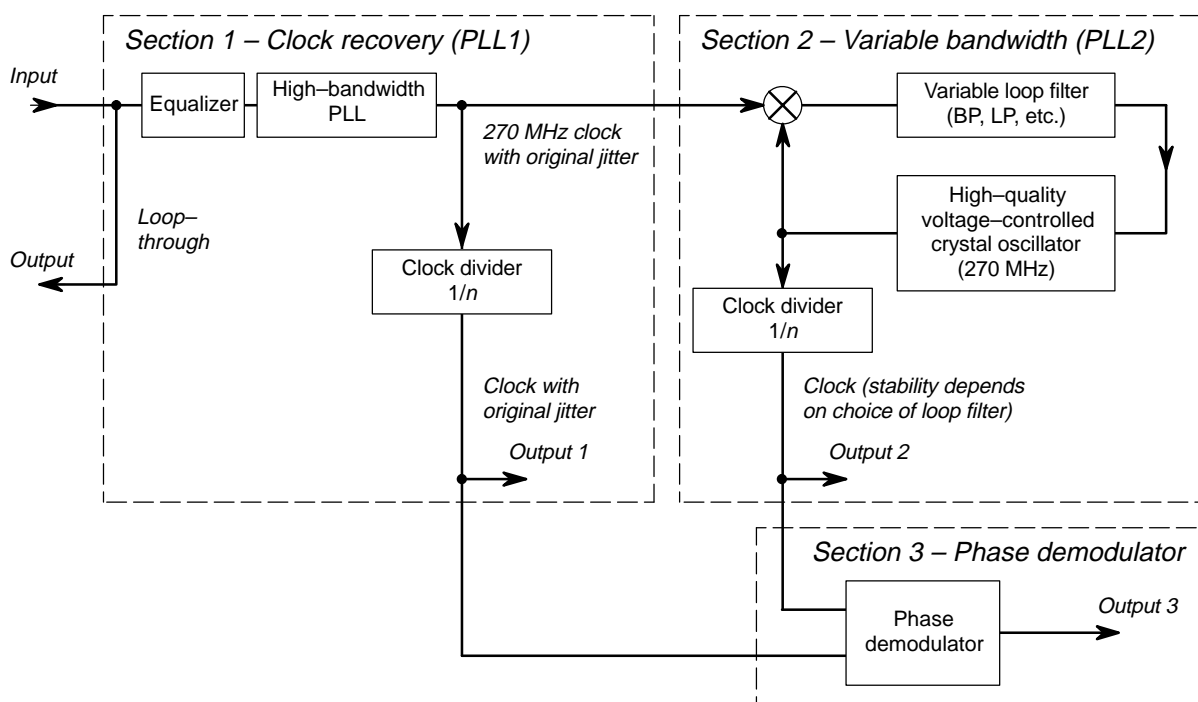 Section 1 – Clock recovery (PLL1)
Input
Equalizer
High–bandwidth
PLL
270 MHz clock
with original jitter
Loop–
through
Output
Clock divider
1/n
Clock with
original jitter
Output 1
Section 2 – Variable bandwidth (PLL2)
Variable loop filter
(BP, LP, etc.)
High–quality
voltage–controlled
crystal oscillator
(270 MHz)
Clock divider
1/n
Clock (stability depends
on choice of loop filter)
Output 2
Section 3 – Phase demodulator
Phase
demodulator
Output 3